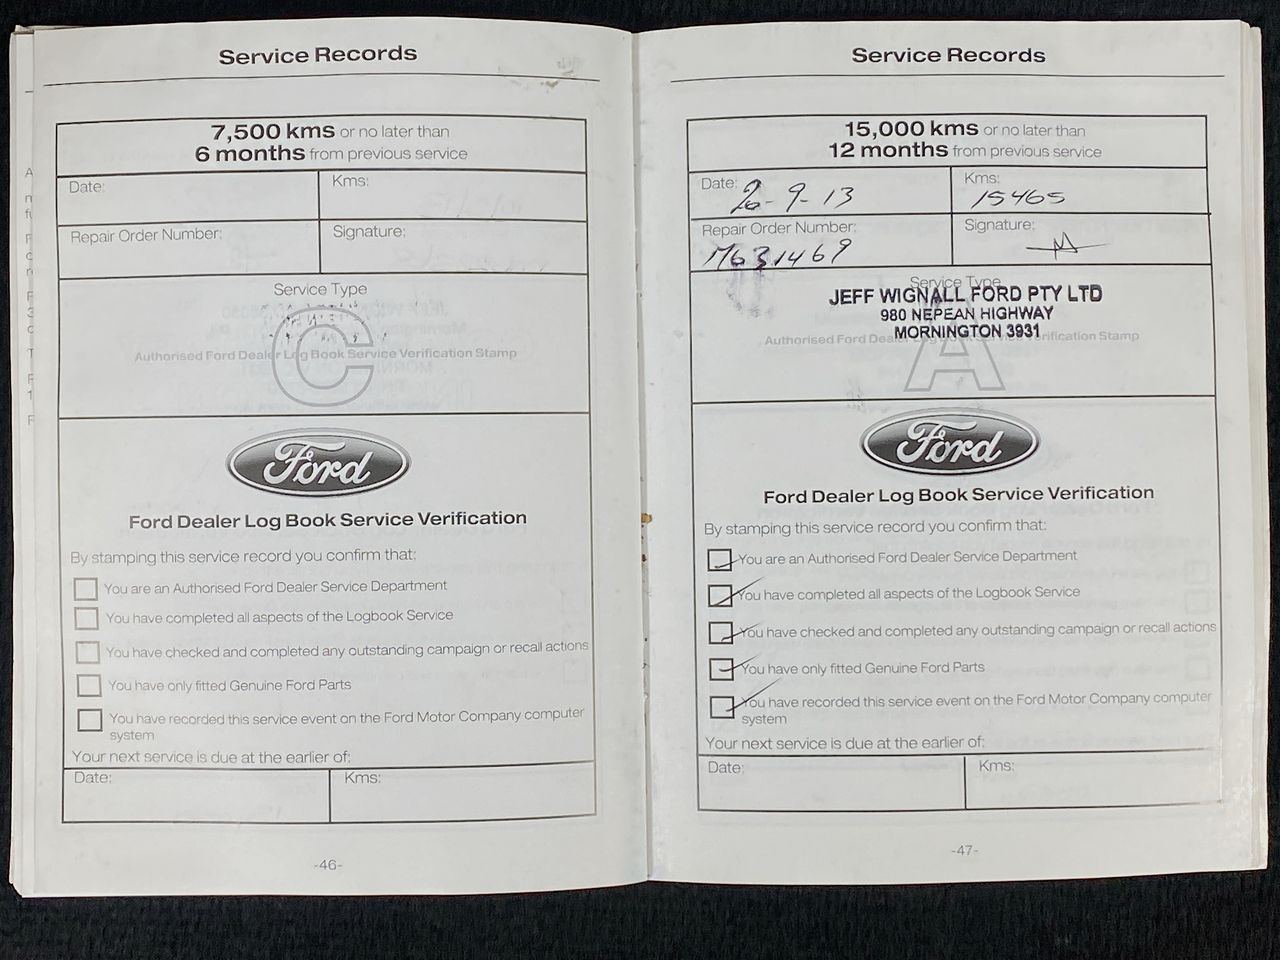 Service Records
7,500 kms or no later than
6 months from previous service
Date:
Kms:
Repair Order Number:
Signature:
Service Type
C
Authorised Ford Dealer Log Book Service Verification Stamp
Ford
Ford Dealer Log Book Service Verification
By stamping this service record you confirm that:
You are an Authorised Ford Dealer Service Department
You have completed all aspects of the Logbook Service
You have checked and completed any outstanding campaign or recall actions
You have only fitted Genuine Ford Parts
You have recorded this service event on the Ford Motor Company computer
system
Your next service is due at the earlier of:
Date:
Kms:
-46-
Service Records
15,000 kms or no later than
12 months from previous service
Date: 26-9-13
Kms: 15465
Repair Order Number: M631469
Signature:
Service Type
JEFF WIGNALL FORD PTY LTD
980 NEPEAN HIGHWAY
MORNINGTON 3931
A
Authorised Ford Dealer Log Book Service Verification Stamp
Ford
Ford Dealer Log Book Service Verification
By stamping this service record you confirm that:
You are an Authorised Ford Dealer Service Department
You have completed all aspects of the Logbook Service
You have checked and completed any outstanding campaign or recall actions
You have only fitted Genuine Ford Parts
You have recorded this service event on the Ford Motor Company computer
system
Your next service is due at the earlier of:
Date:
Kms:
-47-